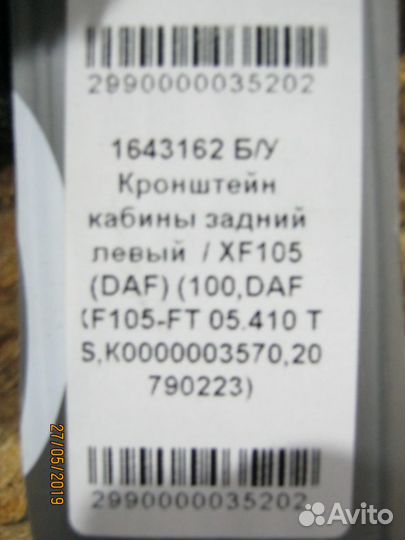 2990000035202
1643162 Б/У
Кронштейн
кабины задний
левый / XF105
(DAF) (100,DAF
XF105-FT 05.410 T
S,K0000003570,20
790223)
2990000035202
27/05/2019
Avito